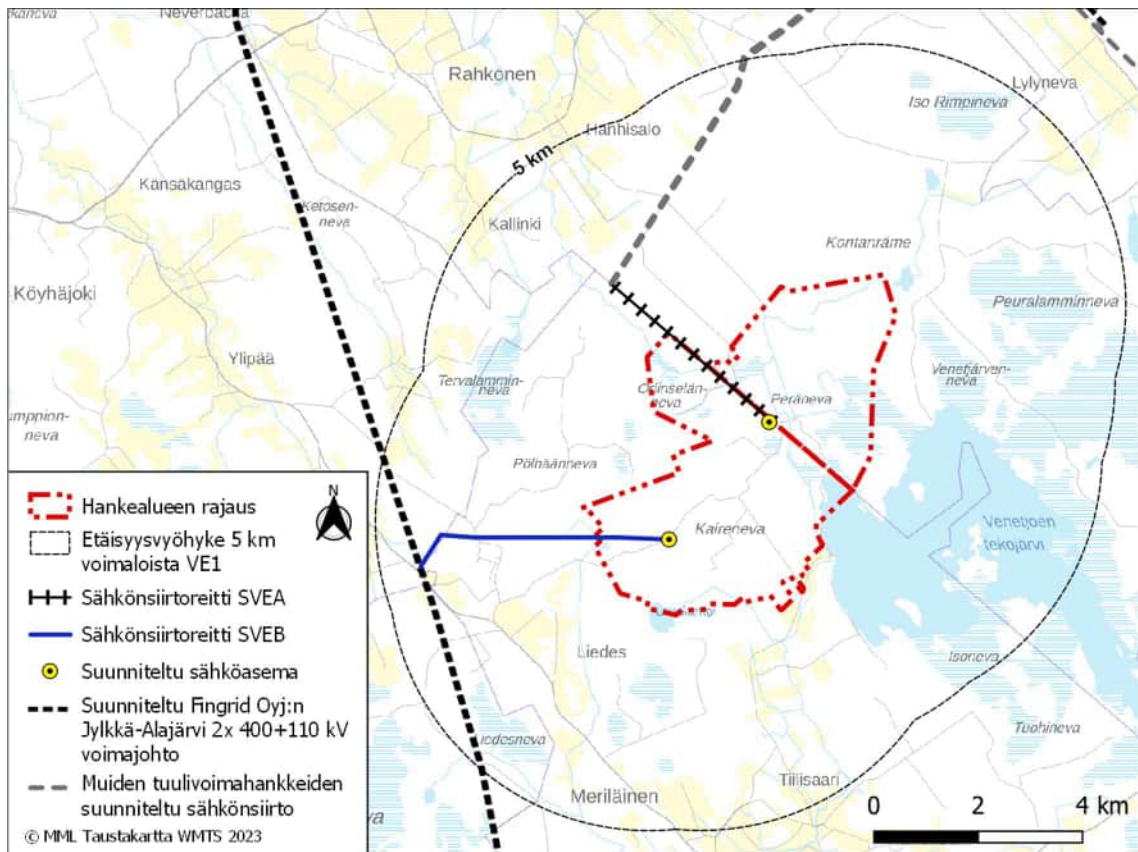 Neverbacka
Rahkonen
Lylyneva
Iso Rimpineva
Hanhisalo
5 km
Kansakangas
Ketosen-
neva
Kallinki
Kontanräme
Köyhäjoki
Peuralamminneva
Ylipää
Tervalammin-
neva
Venetjärven-
neva
Peräneva
Pölhäänneva
Kaireneva
Venetjoen
tekojärvi
Liedes
Isoneva
Tuohineva
Liedesneva
Tiilisaari
Meriläinen
Hankealueen rajaus
N
Etäisyysvyöhyke 5 km
voimaloista VE1
Sähkönsiirtoreitti SVEA
Sähkönsiirtoreitti SVEB
Suunniteltu sähköasema
Suunniteltu Fingrid Oyj:n
Jylkkä-Alajärvi 2x 400+110 kV
voimajohto
Muiden tuulivoimahankkeiden
suunniteltu sähkönsiirto
© MML Taustakartta WMTS 2023
0 2 4 km